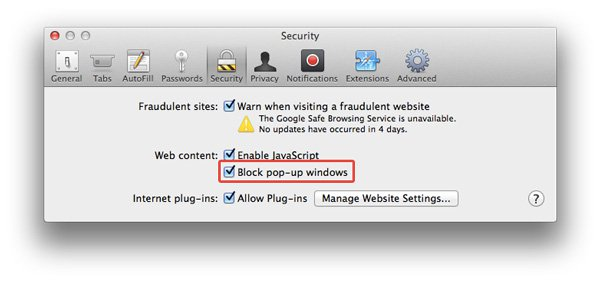 Security
General Tabs AutoFill Passwords Security Privacy Notifications Extensions Advanced
Fraudulent sites: Warn when visiting a fraudulent website
The Google Safe Browsing Service is unavailable.
No updates have occurred in 4 days.
Web content: Enable JavaScript
Block pop-up windows
Internet plug-ins: Allow Plug-ins Manage Website Settings... ?